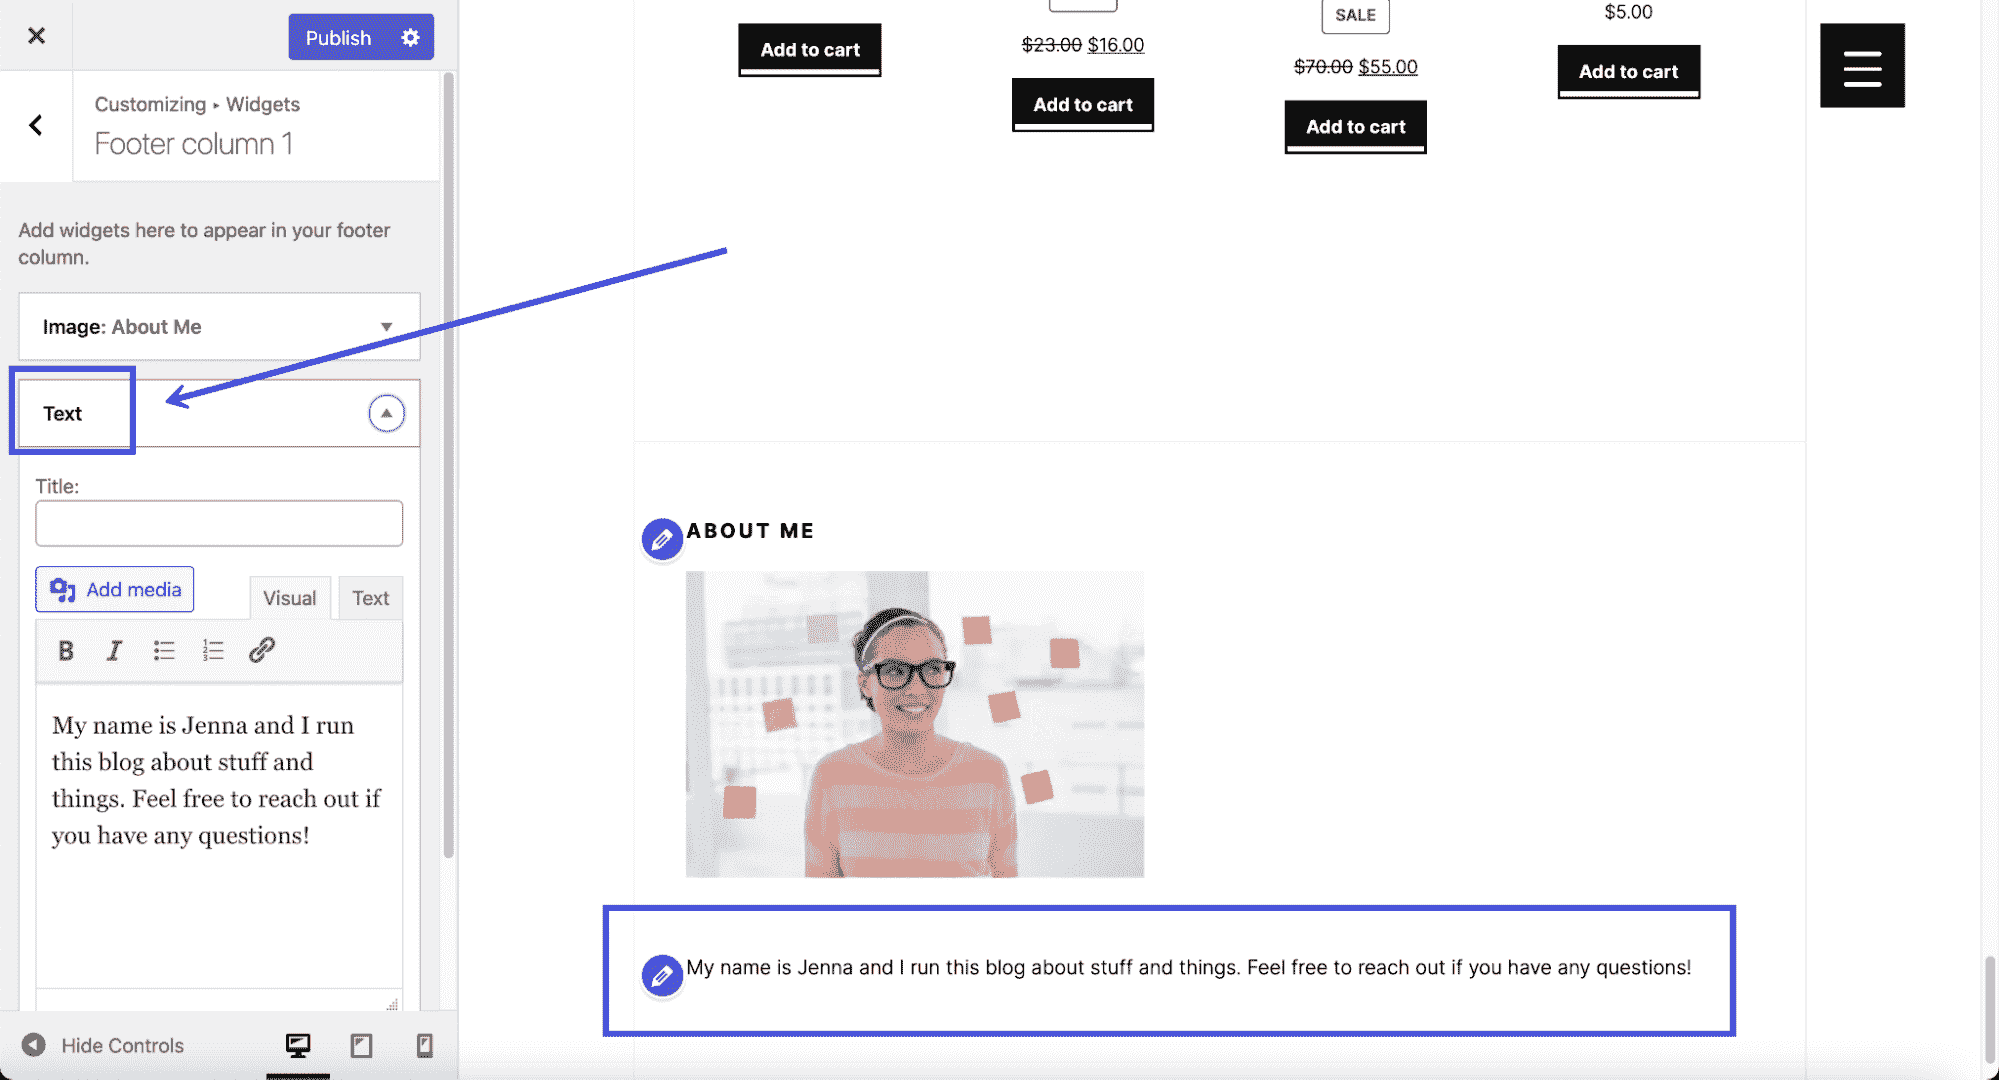 Publish
Customizing ▸ Widgets
Footer column 1
Add widgets here to appear in your footer
column.
Image: About Me
Text
Title:
Add media
Visual
Text
B I
My name is Jenna and I run
this blog about stuff and
things. Feel free to reach out if
you have any questions!
Hide Controls
Add to cart
$23.00 $16.00
Add to cart
SALE
$70.00 $55.00
Add to cart
$5.00
Add to cart
ABOUT ME
My name is Jenna and I run this blog about stuff and things. Feel free to reach out if you have any questions!